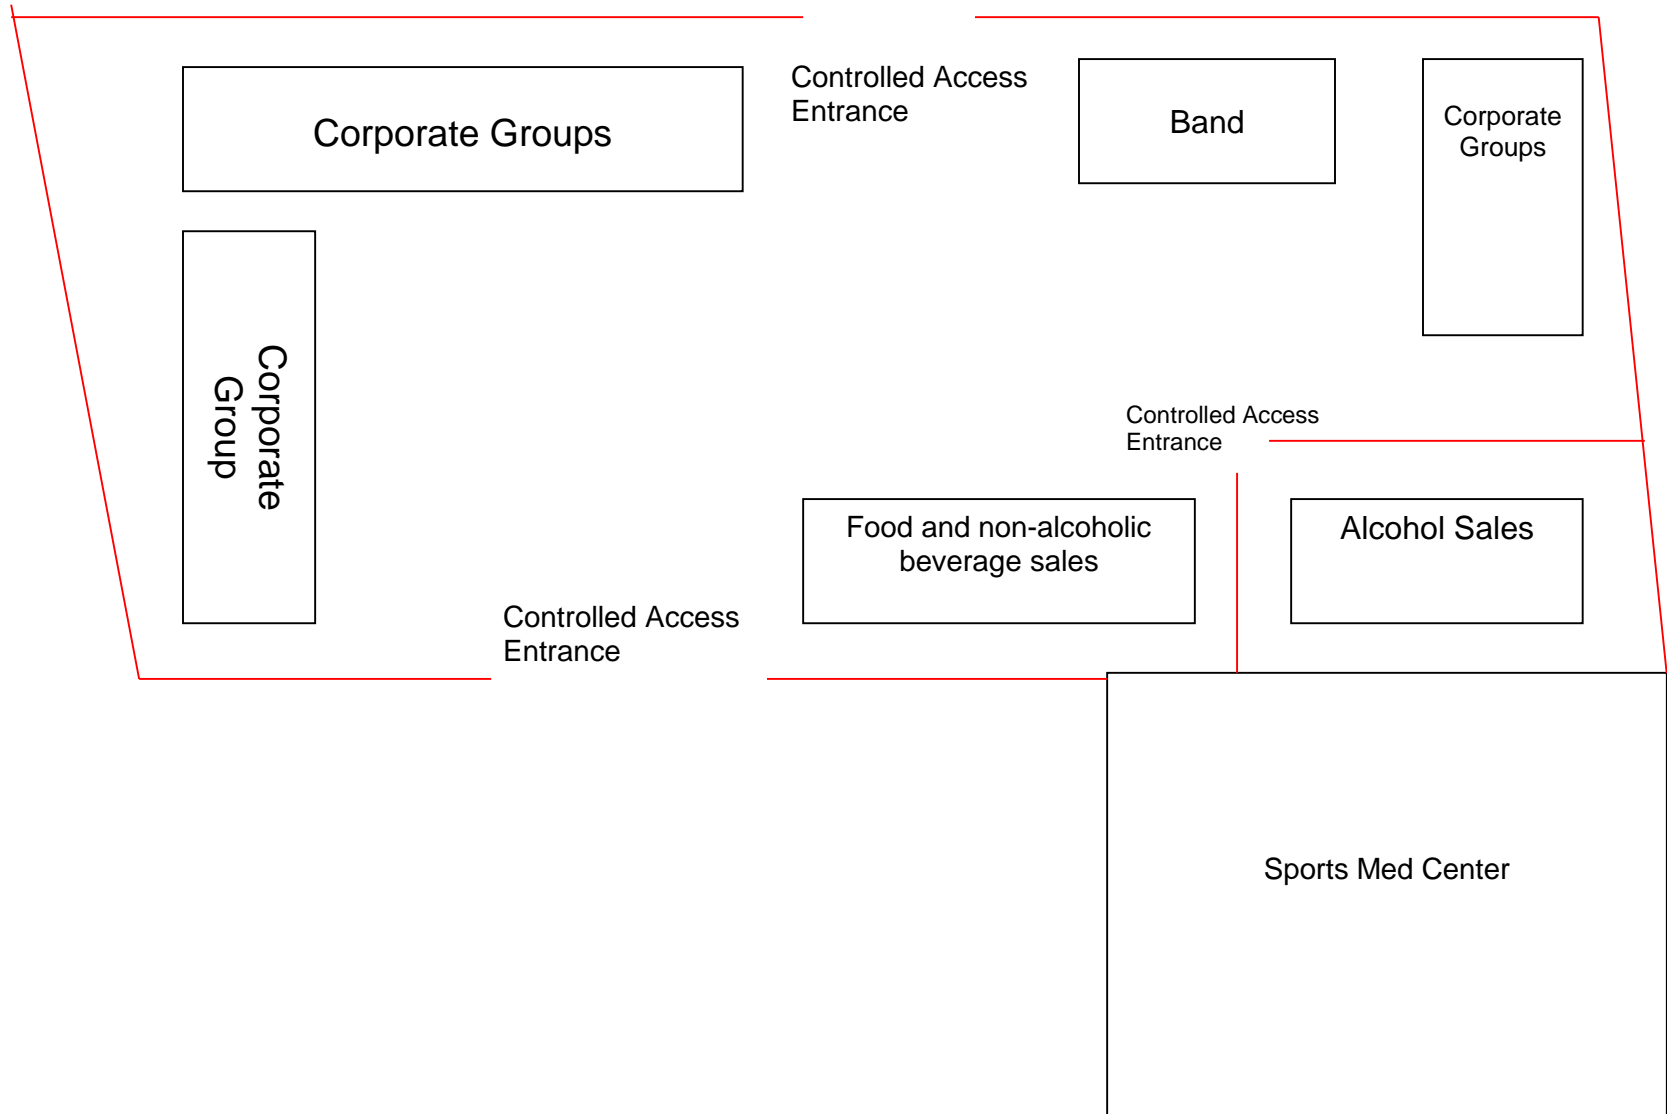 Controlled Access
Entrance
Corporate Groups
Band
Corporate
Groups
Corporate
Group
Controlled Access
Entrance
Food and non-alcoholic
beverage sales
Alcohol Sales
Controlled Access
Entrance
Sports Med Center